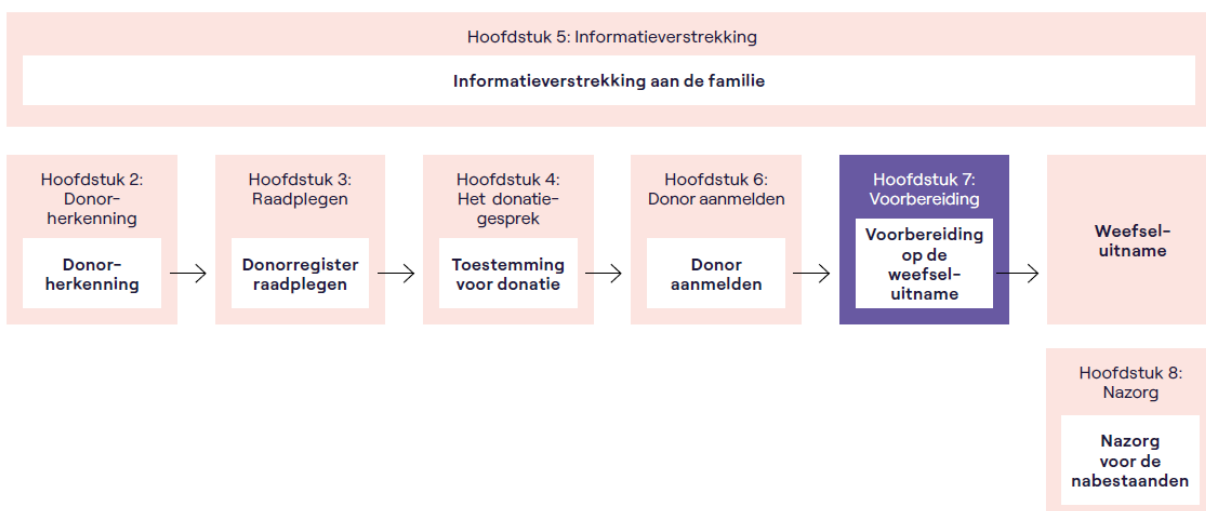 Hoofdstuk 5: Informatieverstrekking
Informatieverstrekking aan de familie
Hoofdstuk 2:
Donor-
herkenning
Donor-
herkenning
Hoofdstuk 3:
Raadplegen
Donorregister
raadplegen
Hoofdstuk 4:
Het donatie-
gesprek
Toestemming
voor donatie
Hoofdstuk 6:
Donor aanmelden
Donor
aanmelden
Hoofdstuk 7:
Voorbereiding
Voorbereiding
op de
weefsel-
uitname
Weefsel-
uitname
Hoofdstuk 8:
Nazorg
Nazorg
voor de
nabestaanden